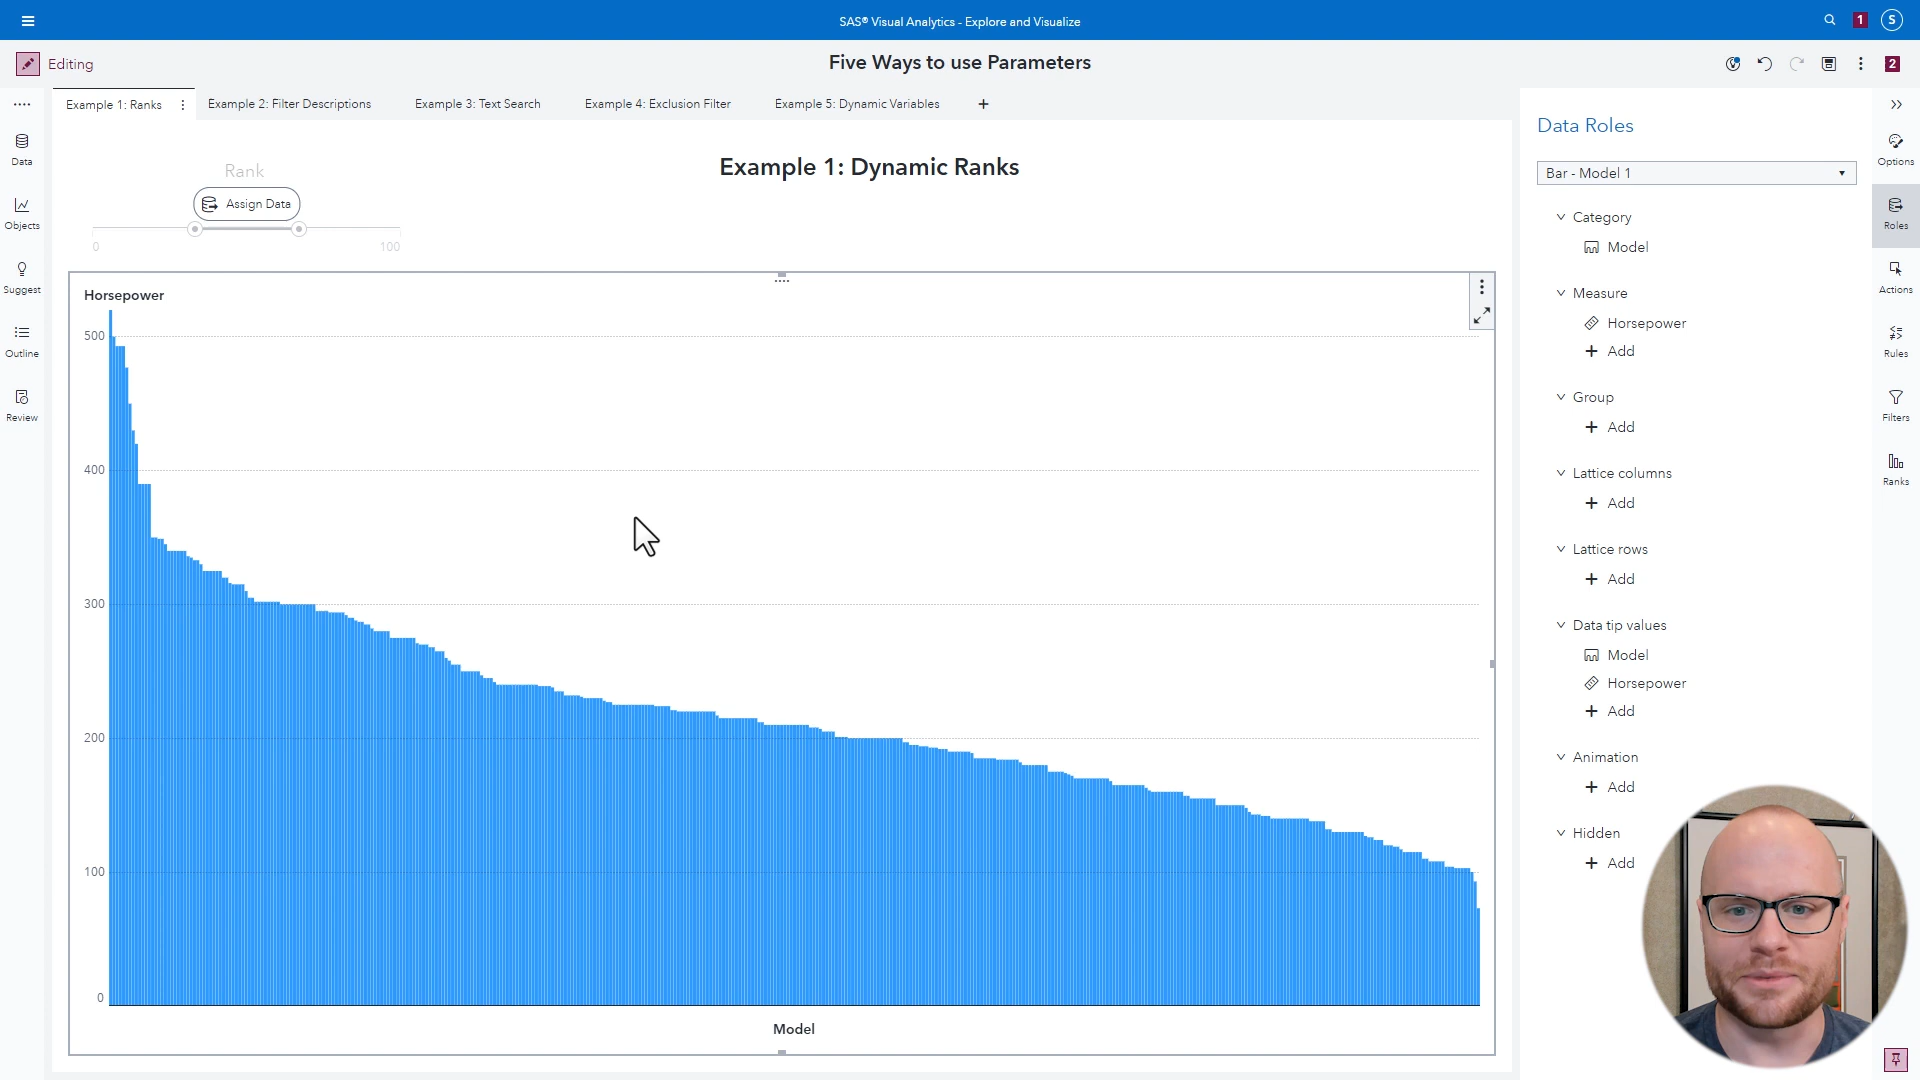 SAS® Visual Analytics - Explore and Visualize
1
S
Editing
Five Ways to use Parameters
2
Example 1: Ranks
Example 2: Filter Descriptions
Example 3: Text Search
Example 4: Exclusion Filter
Example 5: Dynamic Variables
Data
Objects
Suggest
Outline
Review
Rank
Assign Data
0
100
Example 1: Dynamic Ranks
Horsepower
500
400
300
200
100
0
Model
Data Roles
Bar - Model 1
Category
Model
Measure
Horsepower
Add
Group
Add
Lattice columns
Add
Lattice rows
Add
Data tip values
Model
Horsepower
Add
Animation
Add
Hidden
Add
Options
Roles
Actions
Rules
Filters
Ranks